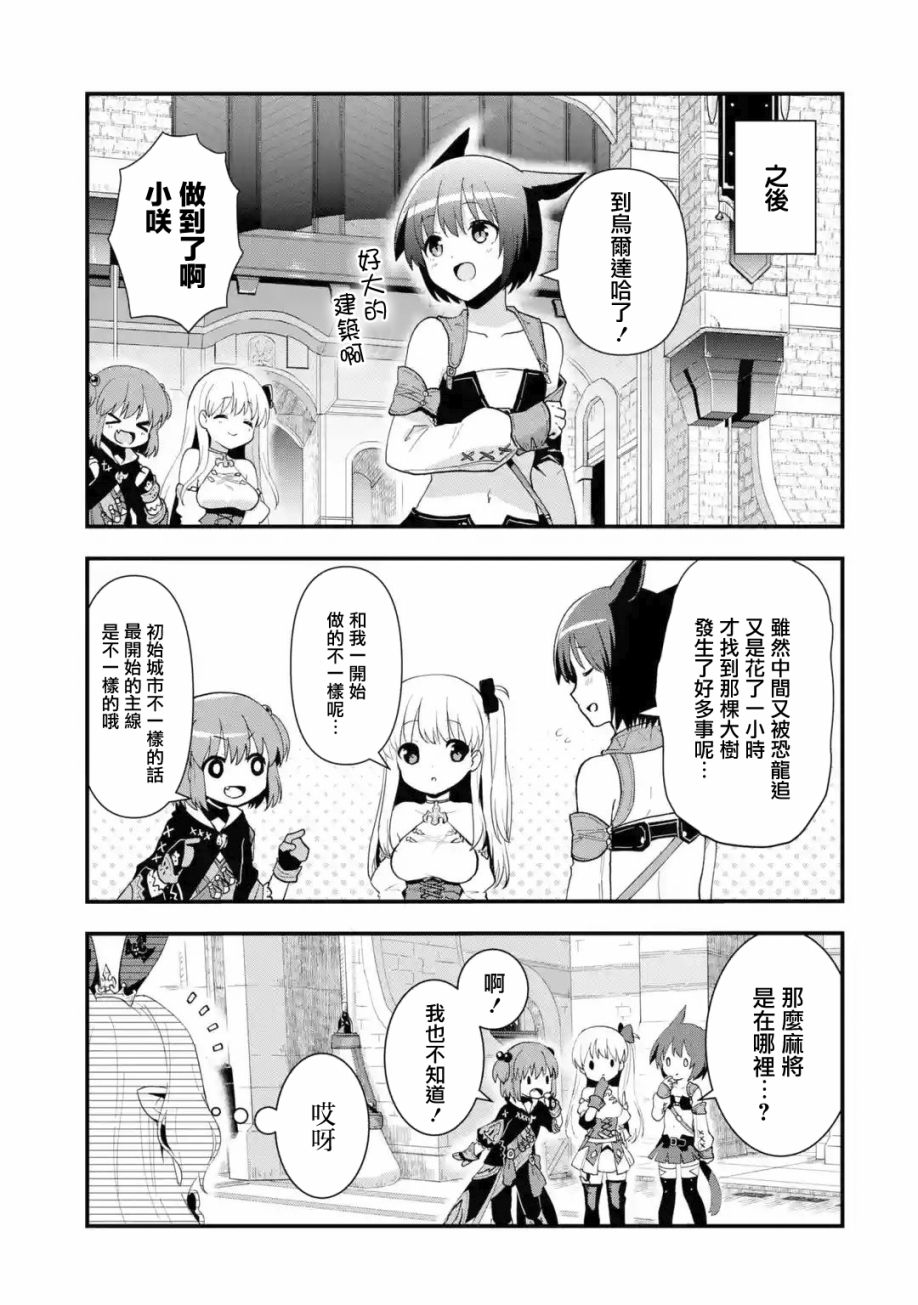 之後
到烏爾達哈了！
好大的
建築啊
做到了啊
小咲
雖然中間又被恐龍追
又是花了一小時
才找到那棵大樹
發生了好多事呢…
和我一開始
做的不一樣呢…
初始城市不一樣的話
最開始的主線
是不一樣的哦
那麼麻將
是在哪裡…？
啊！
我也不知道！
哎呀